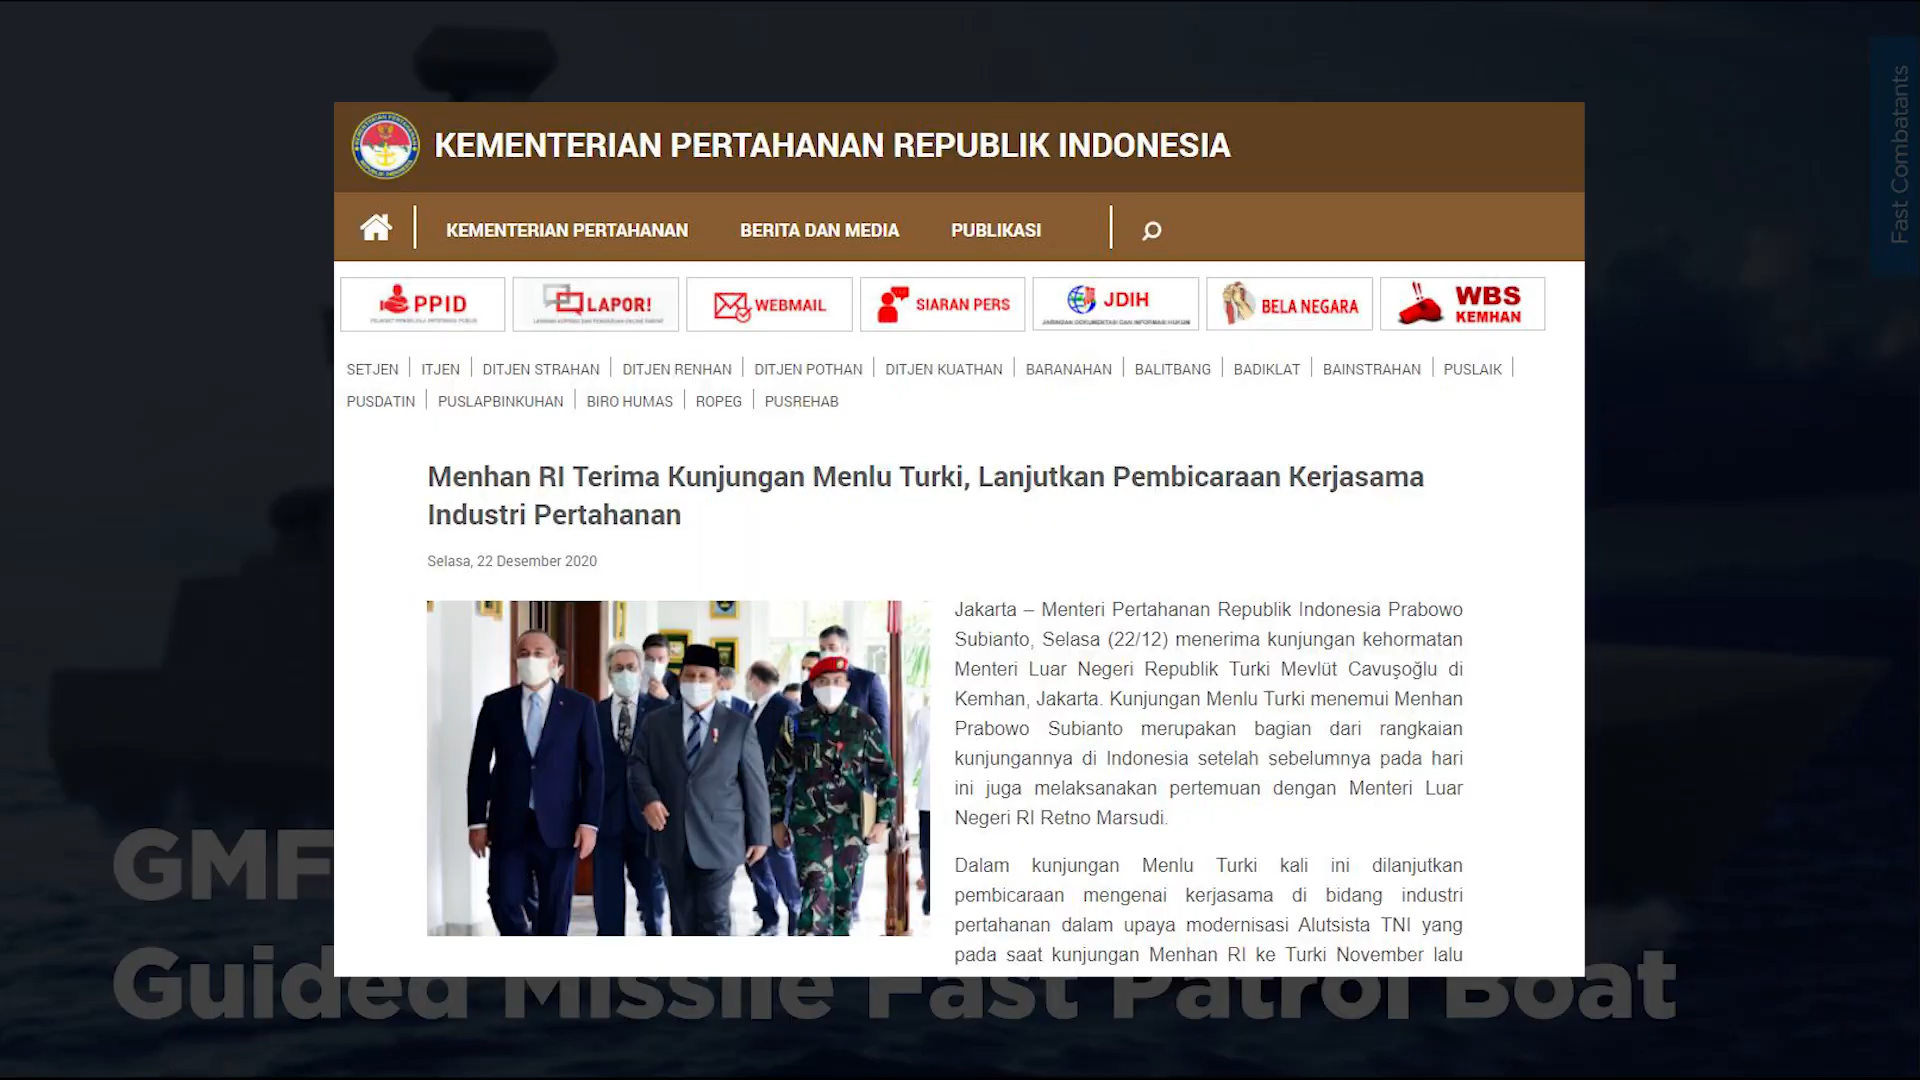 Fast Combatants
KEMENTERIAN PERTAHANAN REPUBLIK INDONESIA
KEMENTERIAN PERTAHANAN
BERITA DAN MEDIA
PUBLIKASI
PPID
LAPOR!
WEBMAIL
SIARAN PERS
JDIH
JARINGAN DOKUMENTASI DAN INFORMASI HUKUM
BELA NEGARA
WBS
KEMHAN
SETJEN ITJEN DITJEN STRAHAN DITJEN RENHAN DITJEN POTHAN DITJEN KUATHAN BARANAHAN BALITBANG BADIKLAT BAINSTRAHAN PUSLAIK
PUSDATIN PUSLAPBINKUHAN BIRO HUMAS ROPEG PUSREHAB
Menhan RI Terima Kunjungan Menlu Turki, Lanjutkan Pembicaraan Kerjasama
Industri Pertahanan
Selasa, 22 Desember 2020
Jakarta – Menteri Pertahanan Republik Indonesia Prabowo
Subianto, Selasa (22/12) menerima kunjungan kehormatan
Menteri Luar Negeri Republik Turki Mevlüt Cavuşoğlu di
Kemhan, Jakarta. Kunjungan Menlu Turki menemui Menhan
Prabowo Subianto merupakan bagian dari rangkaian
kunjungannya di Indonesia setelah sebelumnya pada hari
ini juga melaksanakan pertemuan dengan Menteri Luar
Negeri RI Retno Marsudi.
Dalam kunjungan Menlu Turki kali ini dilanjutkan
pembicaraan mengenai kerjasama di bidang industri
pertahanan dalam upaya modernisasi Alutsista TNI yang
pada saat kunjungan Menhan RI ke Turki November lalu
GMF
Guided Missile Fast Patrol Boat